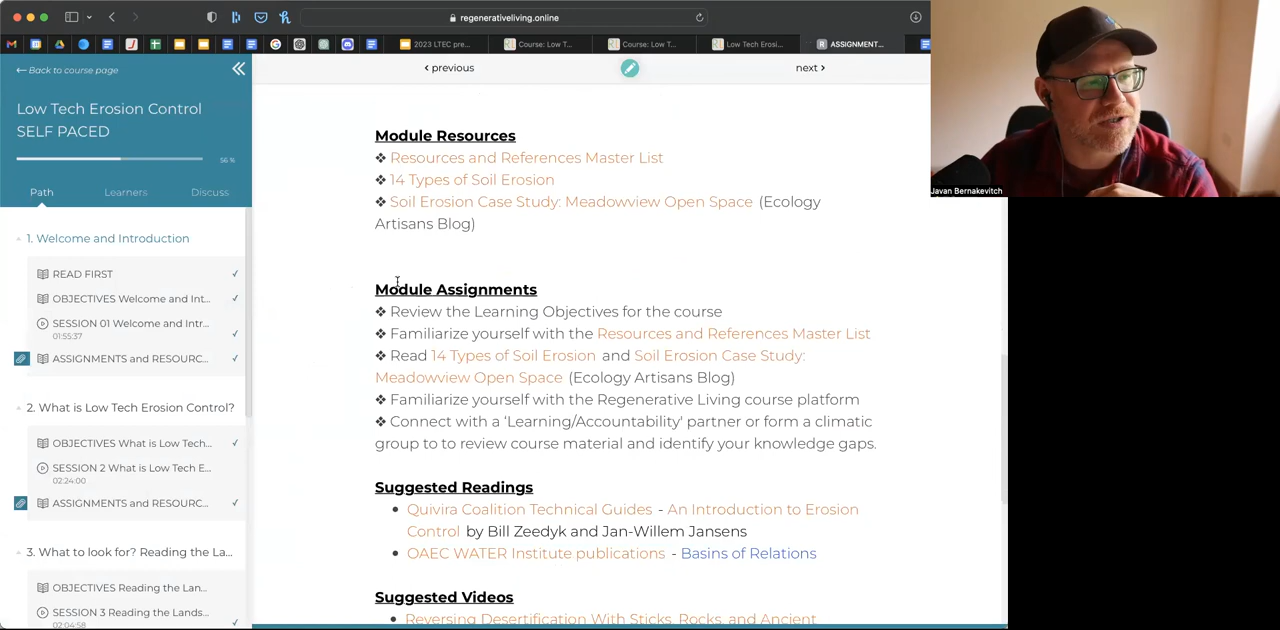 regenerativeliving.online
2023 LTEC pre...
Course: Low T...
Course: Low T...
Low Tech Erosi...
ASSIGNMENT...
Back to course page
Low Tech Erosion Control
SELF PACED
56 %
Path
Learners
Discuss
1. Welcome and Introduction
READ FIRST
OBJECTIVES Welcome and Int...
SESSION 01 Welcome and Intr...
01:55:37
ASSIGNMENTS and RESOURC...
2. What is Low Tech Erosion Control?
OBJECTIVES What is Low Tech...
SESSION 2 What is Low Tech E...
02:24:00
ASSIGNMENTS and RESOURC...
3. What to look for? Reading the La...
OBJECTIVES Reading the Lan...
SESSION 3 Reading the Lands...
02:04:58
previous
next
Module Resources
❖ Resources and References Master List
❖ 14 Types of Soil Erosion
❖ Soil Erosion Case Study: Meadowview Open Space (Ecology
Artisans Blog)
Module Assignments
❖ Review the Learning Objectives for the course
❖ Familiarize yourself with the Resources and References Master List
❖ Read 14 Types of Soil Erosion and Soil Erosion Case Study:
Meadowview Open Space (Ecology Artisans Blog)
❖ Familiarize yourself with the Regenerative Living course platform
❖ Connect with a ‘Learning/Accountability' partner or form a climatic
group to to review course material and identify your knowledge gaps.
Suggested Readings
• Quivira Coalition Technical Guides - An Introduction to Erosion
Control by Bill Zeedyk and Jan-Willem Jansens
• OAEC WATER Institute publications - Basins of Relations
Suggested Videos
• Reversing Desertification With Sticks, Rocks, and Ancient
Javan Bernakevitch